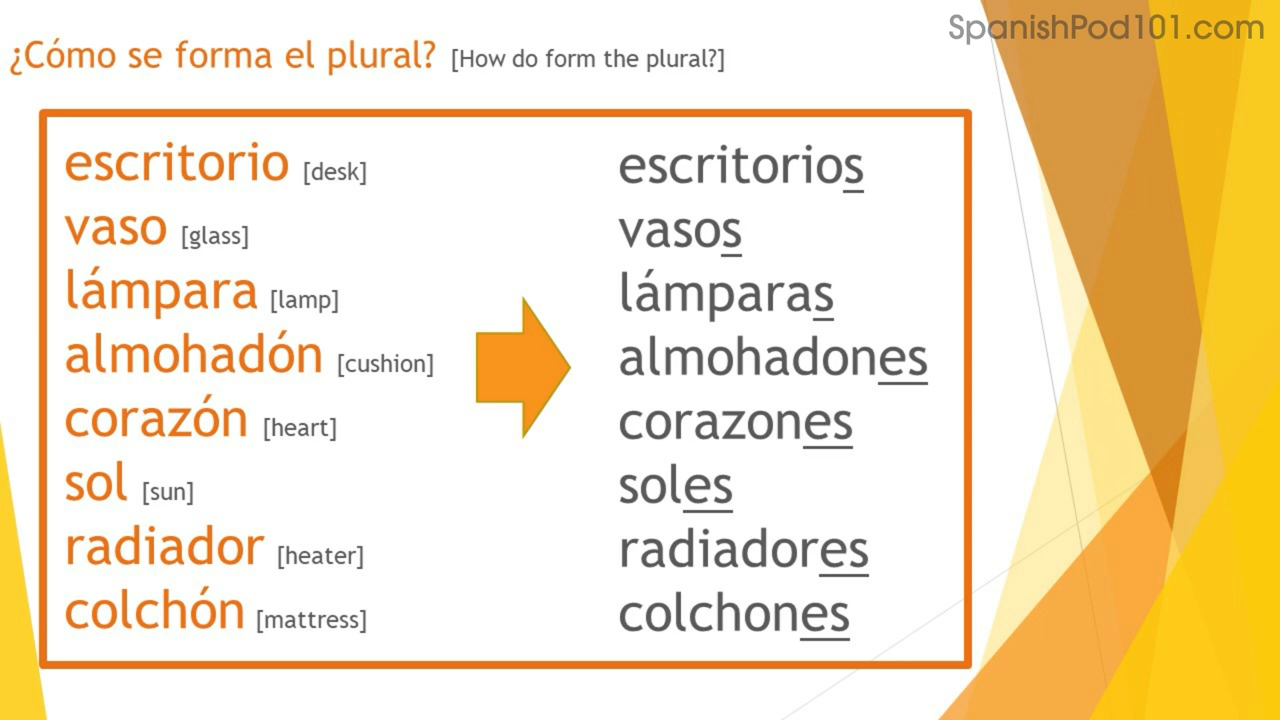 SpanishPod101.com
¿Cómo se forma el plural? [How do form the plural?]
escritorio [desk] escritorios
vaso [glass] vasos
lámpara [lamp] lámparas
almohadón [cushion] almohadones
corazón [heart] corazones
sol [sun] soles
radiador [heater] radiadores
colchón [mattress] colchones